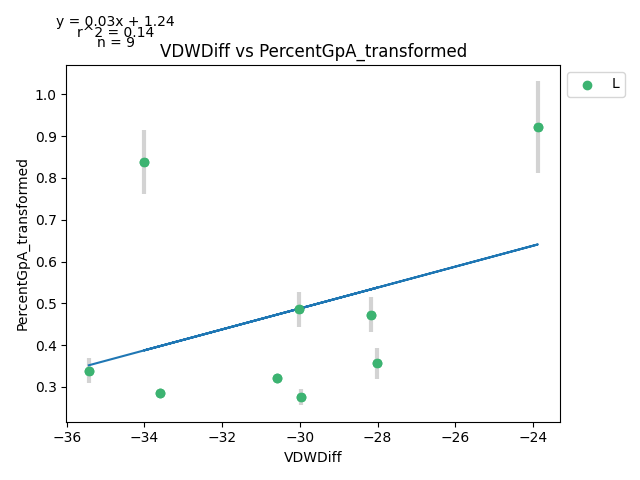 y = 0.03x + 1.24
r^2 = 0.14
n = 9
VDWDiff vs PercentGpA_transformed
L
PercentGpA_transformed
1.0
0.9
0.8
0.7
0.6
0.5
0.4
0.3
−36
−34
−32
−30
−28
−26
−24
VDWDiff